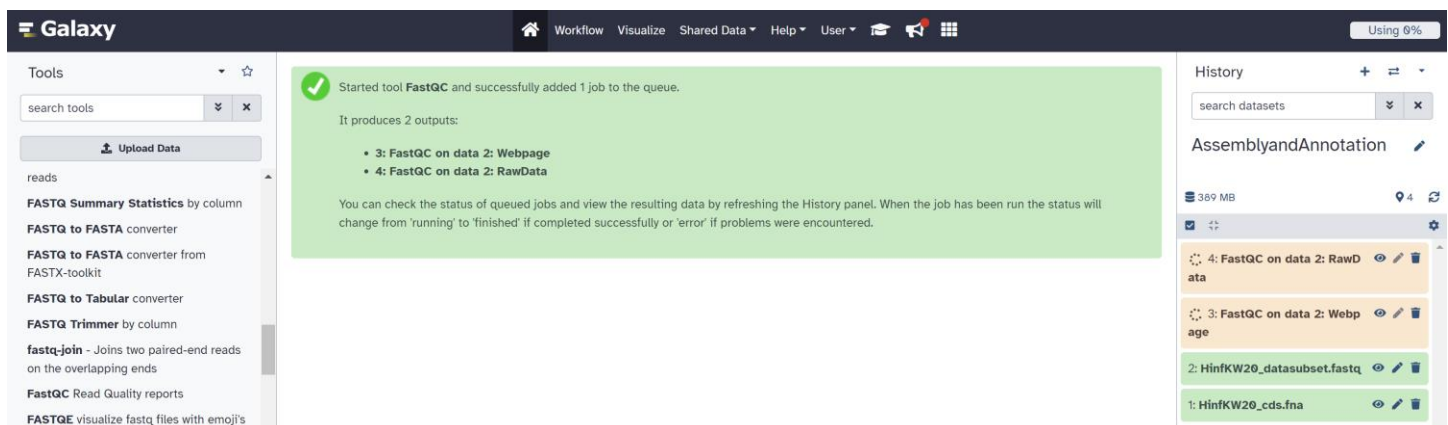 Galaxy
Workflow Visualize Shared Data Help User
Using 0%
Tools
search tools
Upload Data
reads
FASTQ Summary Statistics by column
FASTQ to FASTA converter
FASTQ to FASTA converter from
FASTX-toolkit
FASTQ to Tabular converter
FASTQ Trimmer by column
fastq-join - Joins two paired-end reads
on the overlapping ends
FastQC Read Quality reports
FASTQE visualize fastq files with emoji's
Started tool FastQC and successfully added 1 job to the queue.
It produces 2 outputs:
• 3: FastQC on data 2: Webpage
• 4: FastQC on data 2: RawData
You can check the status of queued jobs and view the resulting data by refreshing the History panel. When the job has been run the status will
change from 'running' to 'finished' if completed successfully or 'error' if problems were encountered.
History
search datasets
AssemblyandAnnotation
389 MB
4
4: FastQC on data 2: RawD
ata
3: FastQC on data 2: Webp
age
2: HinfKW20_datasubset.fastq
1: HinfKW20_cds.fna